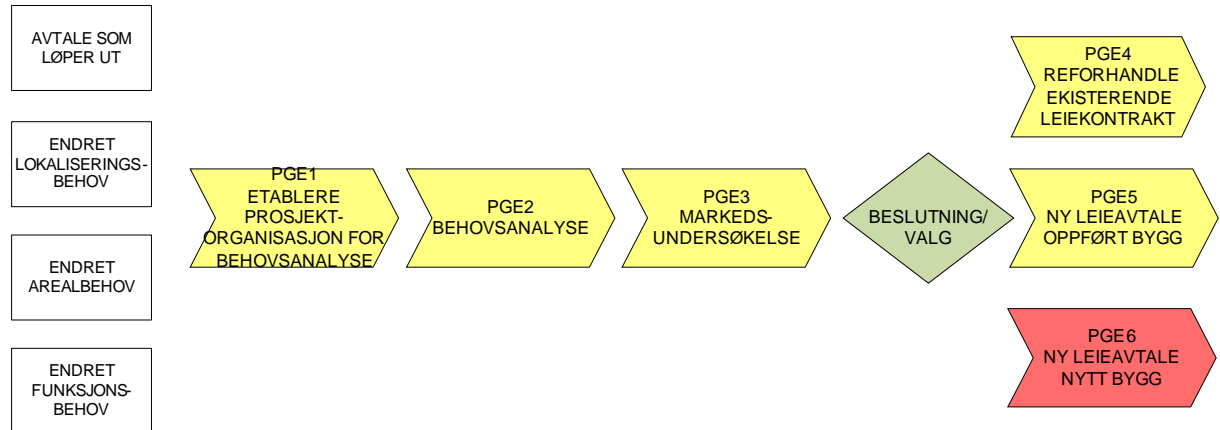 AVTALE SOM
LØPER UT
ENDRET
LOKALISERINGS-
BEHOV
ENDRET
AREALBEHOV
ENDRET
FUNKSJONS-
BEHOV
PGE1
ETABLERE
PROSJEKT-
ORGANISASJON FOR
BEHOVSANALYSE
PGE2
BEHOVSANALYSE
PGE3
MARKEDS-
UNDERSØKELSE
BESLUTNING/
VALG
PGE4
REFORHANDLE
EKISTERENDE
LEIEKONTRAKT
PGE5
NY LEIEAVTALE
OPPFØRT BYGG
PGE6
NY LEIEAVTALE
NYTT BYGG